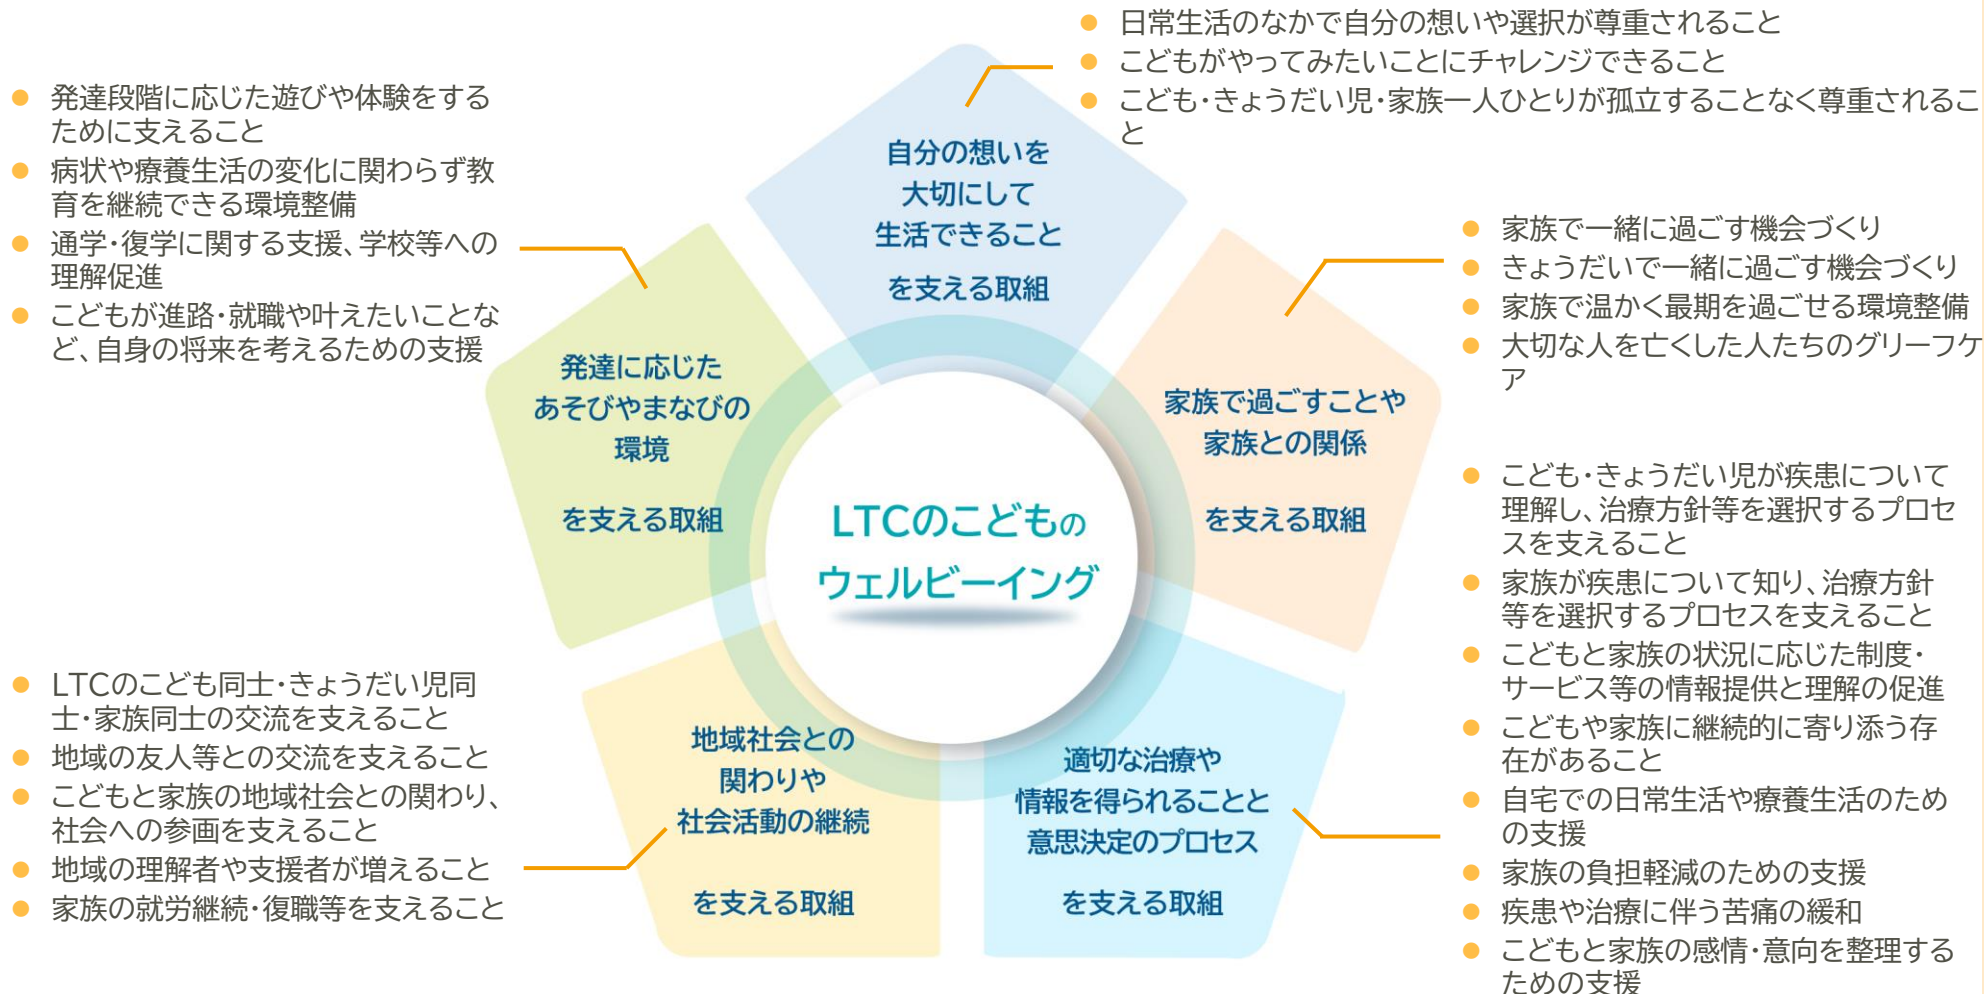 ● 日常生活のなかで自分の想いや選択が尊重されること
● こどもがやってみたいことにチャレンジできること
● こども・きょうだい児・家族一人ひとりが孤立することなく尊重されるこ
と
自分の想いを
大切にして
生活できること
を支える取組
● 発達段階に応じた遊びや体験をする
ために支えること
● 病状や療養生活の変化に関わらず教
育を継続できる環境整備
● 通学・復学に関する支援、学校等への
理解促進
● こどもが進路・就職や叶えたいことな
ど、自身の将来を考えるための支援
発達に応じた
あそびやまなびの
環境
を支える取組
● 家族で一緒に過ごす機会づくり
● きょうだいで一緒に過ごす機会づくり
● 家族で温かく最期を過ごせる環境整備
● 大切な人を亡くした人たちのグリーフケ
ア
家族で過ごすことや
家族との関係
を支える取組
LTCのこどもの
ウェルビーイング
● LTCのこども同士・きょうだい児同
士・家族同士の交流を支えること
● 地域の友人等との交流を支えること
● こどもと家族の地域社会との関わり、
社会への参画を支えること
● 地域の理解者や支援者が増えること
● 家族の就労継続・復職等を支えること
地域社会との
関わりや
社会活動の継続
を支える取組
適切な治療や
情報を得られることと
意思決定のプロセス
を支える取組
● こども・きょうだい児が疾患について
理解し、治療方針等を選択するプロセ
スを支えること
● 家族が疾患について知り、治療方針
等を選択するプロセスを支えること
● こどもと家族の状況に応じた制度・
サービス等の情報提供と理解の促進
● こどもや家族に継続的に寄り添う存
在があること
● 自宅での日常生活や療養生活のため
の支援
● 家族の負担軽減のための支援
● 疾患や治療に伴う苦痛の緩和
● こどもと家族の感情・意向を整理する
ための支援